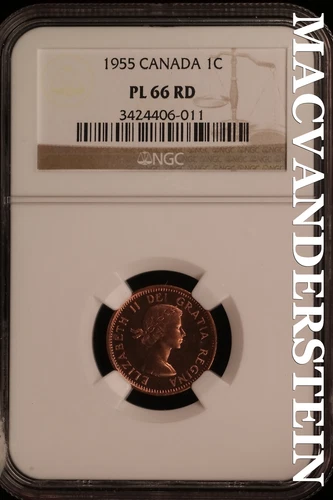 1955 CANADA 1C
PL 66 RD
3424406-011
NGC
ELIZABETH II DEI GRATIA REGINA
MACVANDERSTEIN